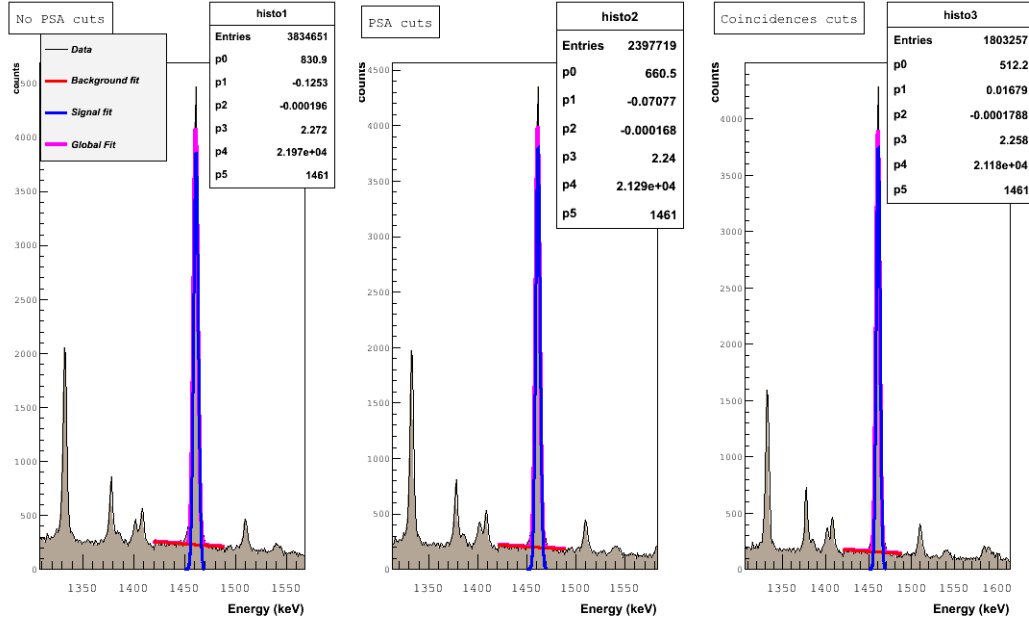 No PSA cuts
histo1
Entries 3834651
p0 830.9
p1 -0.1253
p2 -0.000196
p3 2.272
p4 2.197e+04
p5 1461
Data
Background fit
Signal fit
Global Fit
counts
4500
4000
3500
3000
2500
2000
1500
1000
500
0
1350 1400 1450 1500 1550
Energy (keV)
PSA cuts
histo2
Entries 2397719
p0 660.5
p1 -0.07077
p2 -0.000168
p3 2.24
p4 2.129e+04
p5 1461
counts
4500
4000
3500
3000
2500
2000
1500
1000
500
0
1350 1400 1450 1500 1550
Energy (keV)
Coincidences cuts
histo3
Entries 1803257
p0 512.2
p1 0.01679
p2 -0.0001788
p3 2.258
p4 2.118e+04
p5 1461
counts
4500
4000
3500
3000
2500
2000
1500
1000
500
0
1350 1400 1450 1500 1550 1600
Energy (keV)